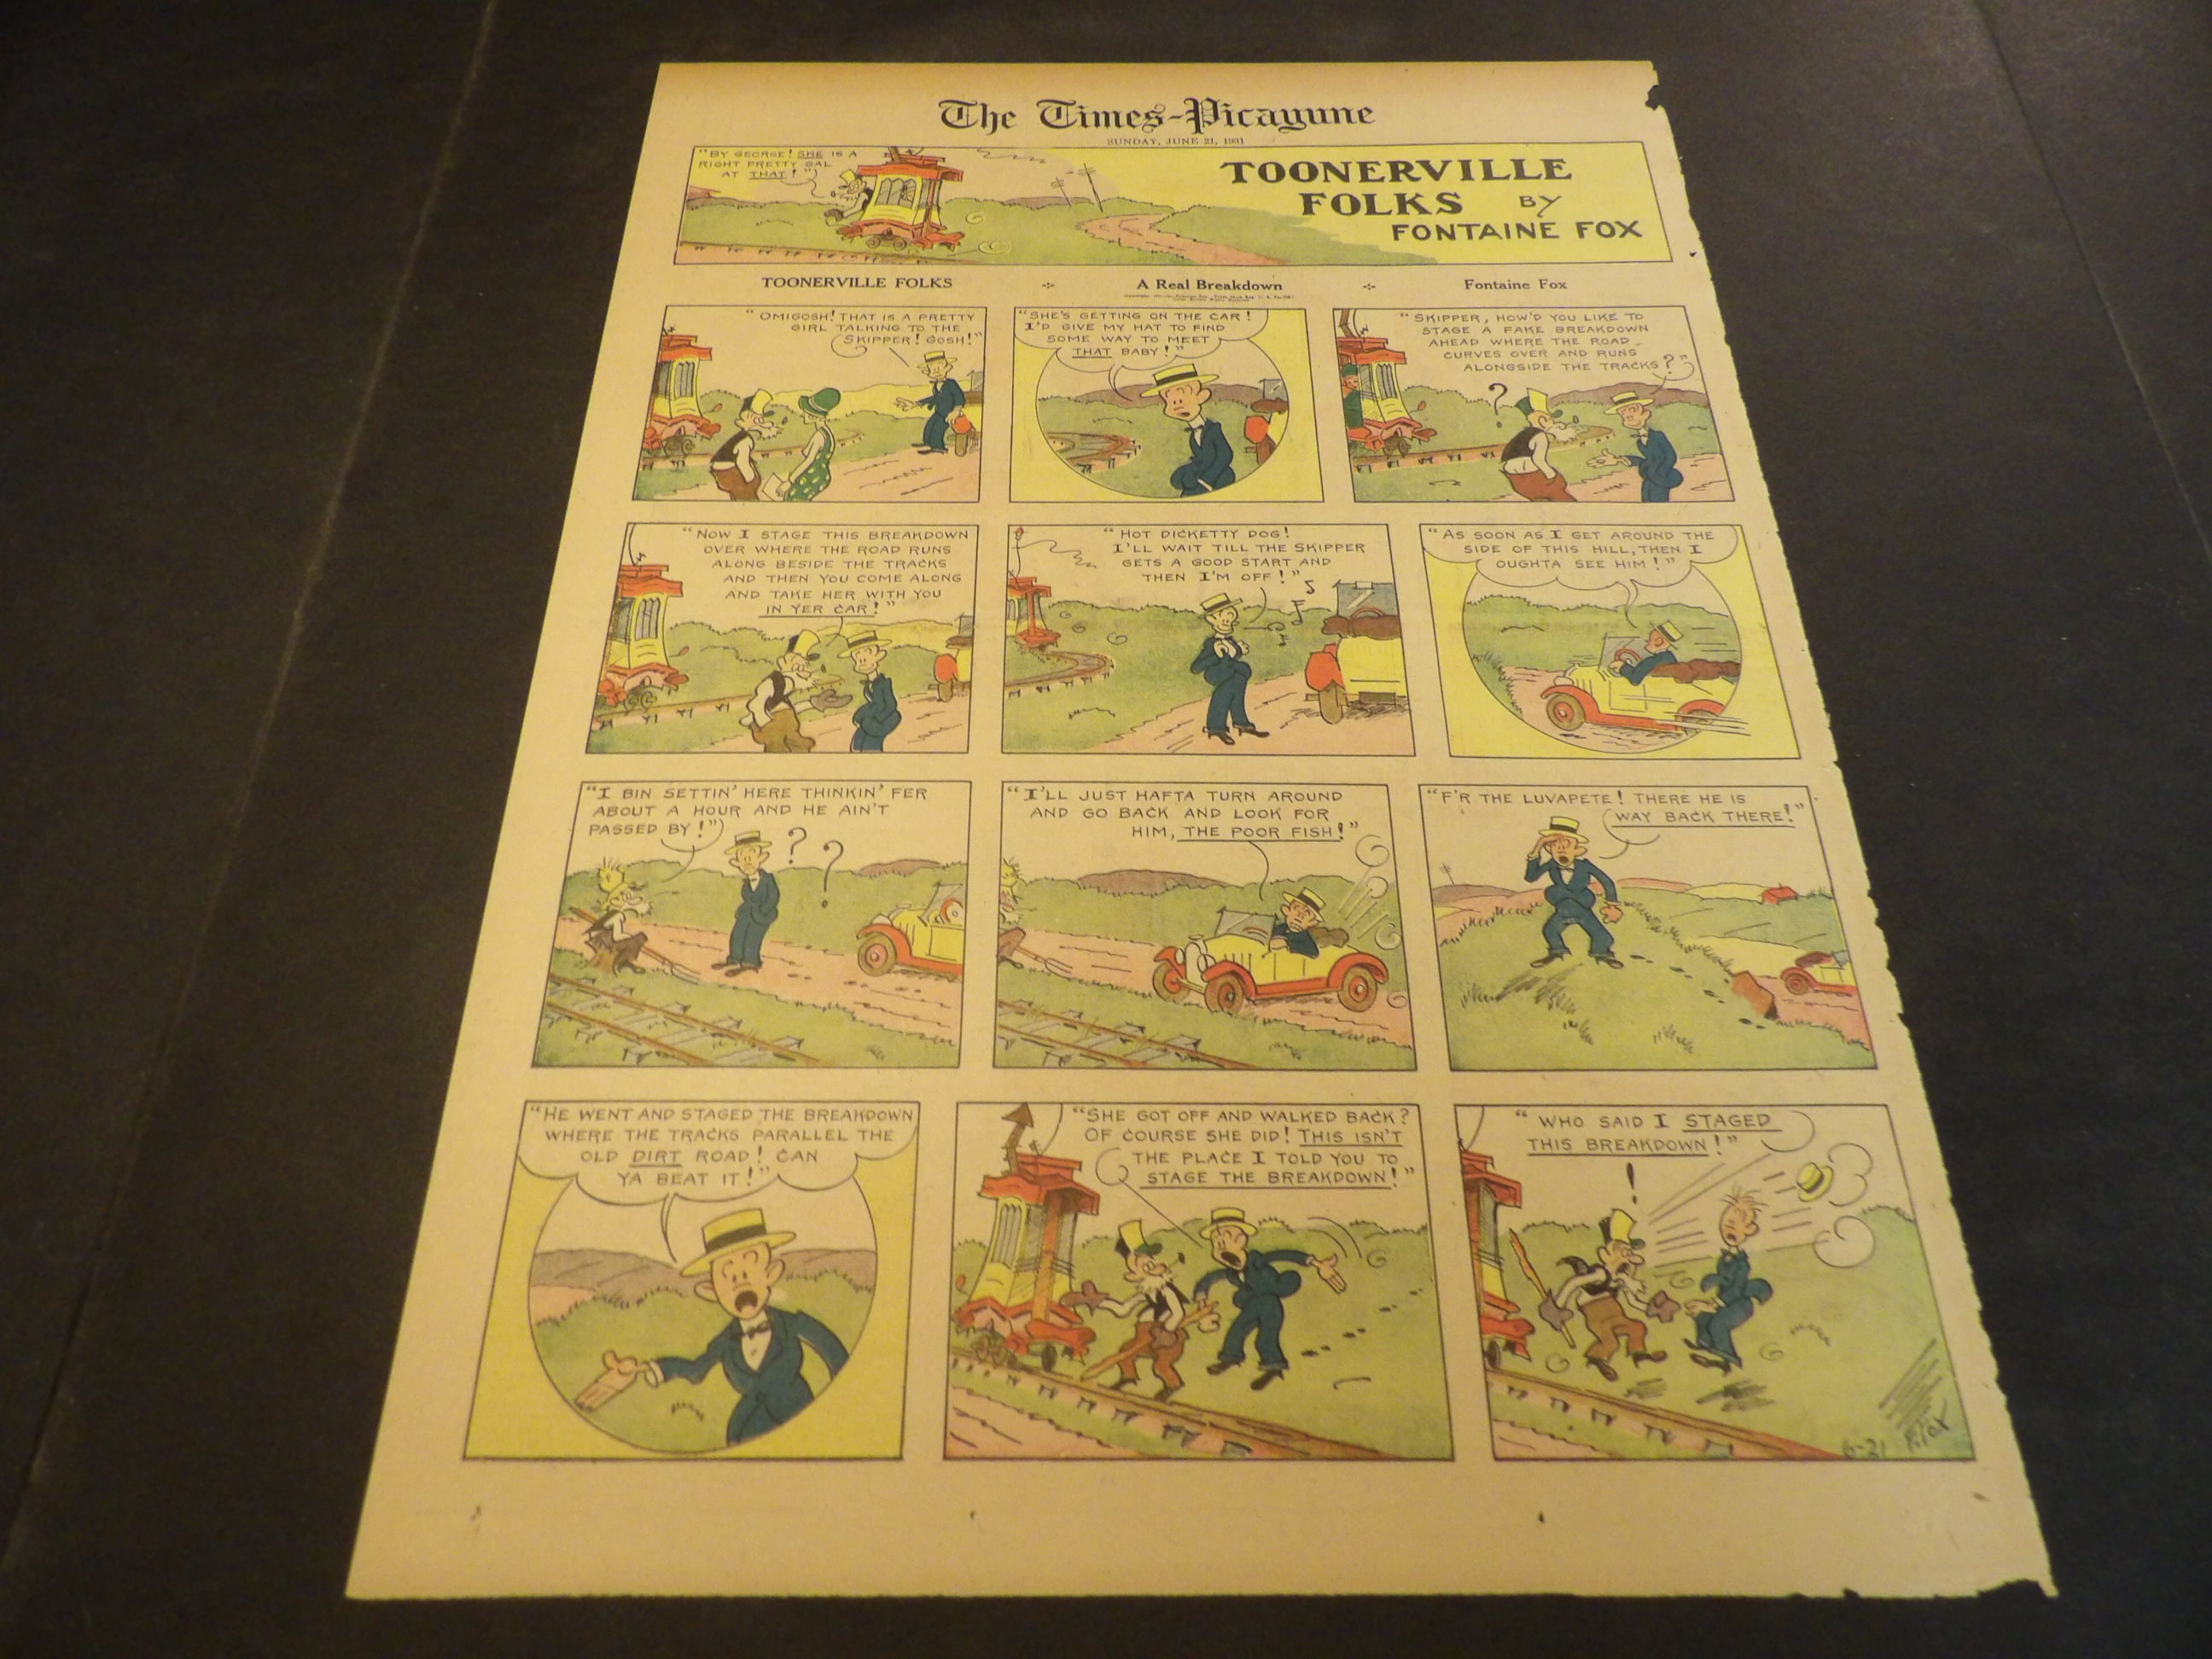 The Times-Picayune
SUNDAY, JUNE 21, 1931
"BY GEORGE! SHE IS A
RIGHT PRETTY GAL
AT THAT!"
TOONERVILLE
FOLKS BY
FONTAINE FOX
TOONERVILLE FOLKS
A Real Breakdown
Fontaine Fox
"OMIGOSH! THAT IS A PRETTY
GIRL TALKING TO THE
SKIPPER! GOSH!"
"SHE'S GETTING ON THE CAR!
I'D GIVE MY HAT TO FIND
SOME WAY TO MEET
THAT BABY!"
"SKIPPER, HOW'D YOU LIKE TO
STAGE A FAKE BREAKDOWN
AHEAD WHERE THE ROAD
CURVES OVER AND RUNS
ALONGSIDE THE TRACKS?"
?
"NOW I STAGE THIS BREAKDOWN
OVER WHERE THE ROAD RUNS
ALONG BESIDE THE TRACKS
AND THEN YOU COME ALONG
AND TAKE HER WITH YOU
IN YER CAR!"
"HOT DICKETTY DOG!
I'LL WAIT TILL THE SKIPPER
GETS A GOOD START AND
THEN I'M OFF!"
"AS SOON AS I GET AROUND THE
SIDE OF THIS HILL, THEN I
OUGHTA SEE HIM!"
"I BIN SETTIN' HERE THINKIN' FER
ABOUT A HOUR AND HE AIN'T
PASSED BY!"
? ?
"I'LL JUST HAFTA TURN AROUND
AND GO BACK AND LOOK FOR
HIM, THE POOR FISH!"
"F'R THE LUVAPETE! THERE HE IS
WAY BACK THERE!"
"HE WENT AND STAGED THE BREAKDOWN
WHERE THE TRACKS PARALLEL THE
OLD DIRT ROAD! CAN
YA BEAT IT!"
"SHE GOT OFF AND WALKED BACK?
OF COURSE SHE DID! THIS ISN'T
THE PLACE I TOLD YOU TO
STAGE THE BREAKDOWN!"
"WHO SAID I STAGED
THIS BREAKDOWN!"
!
6-21 F. Fox